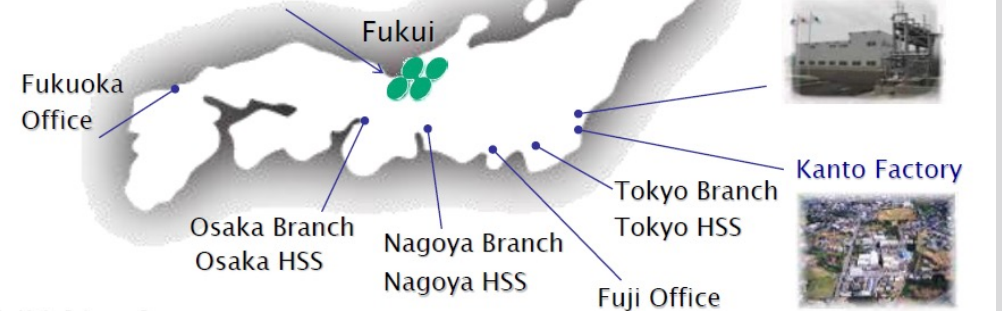 Fukui
Fukuoka
Office
Kanto Factory
Tokyo Branch
Tokyo HSS
Osaka Branch
Osaka HSS
Nagoya Branch
Nagoya HSS
Fuji Office